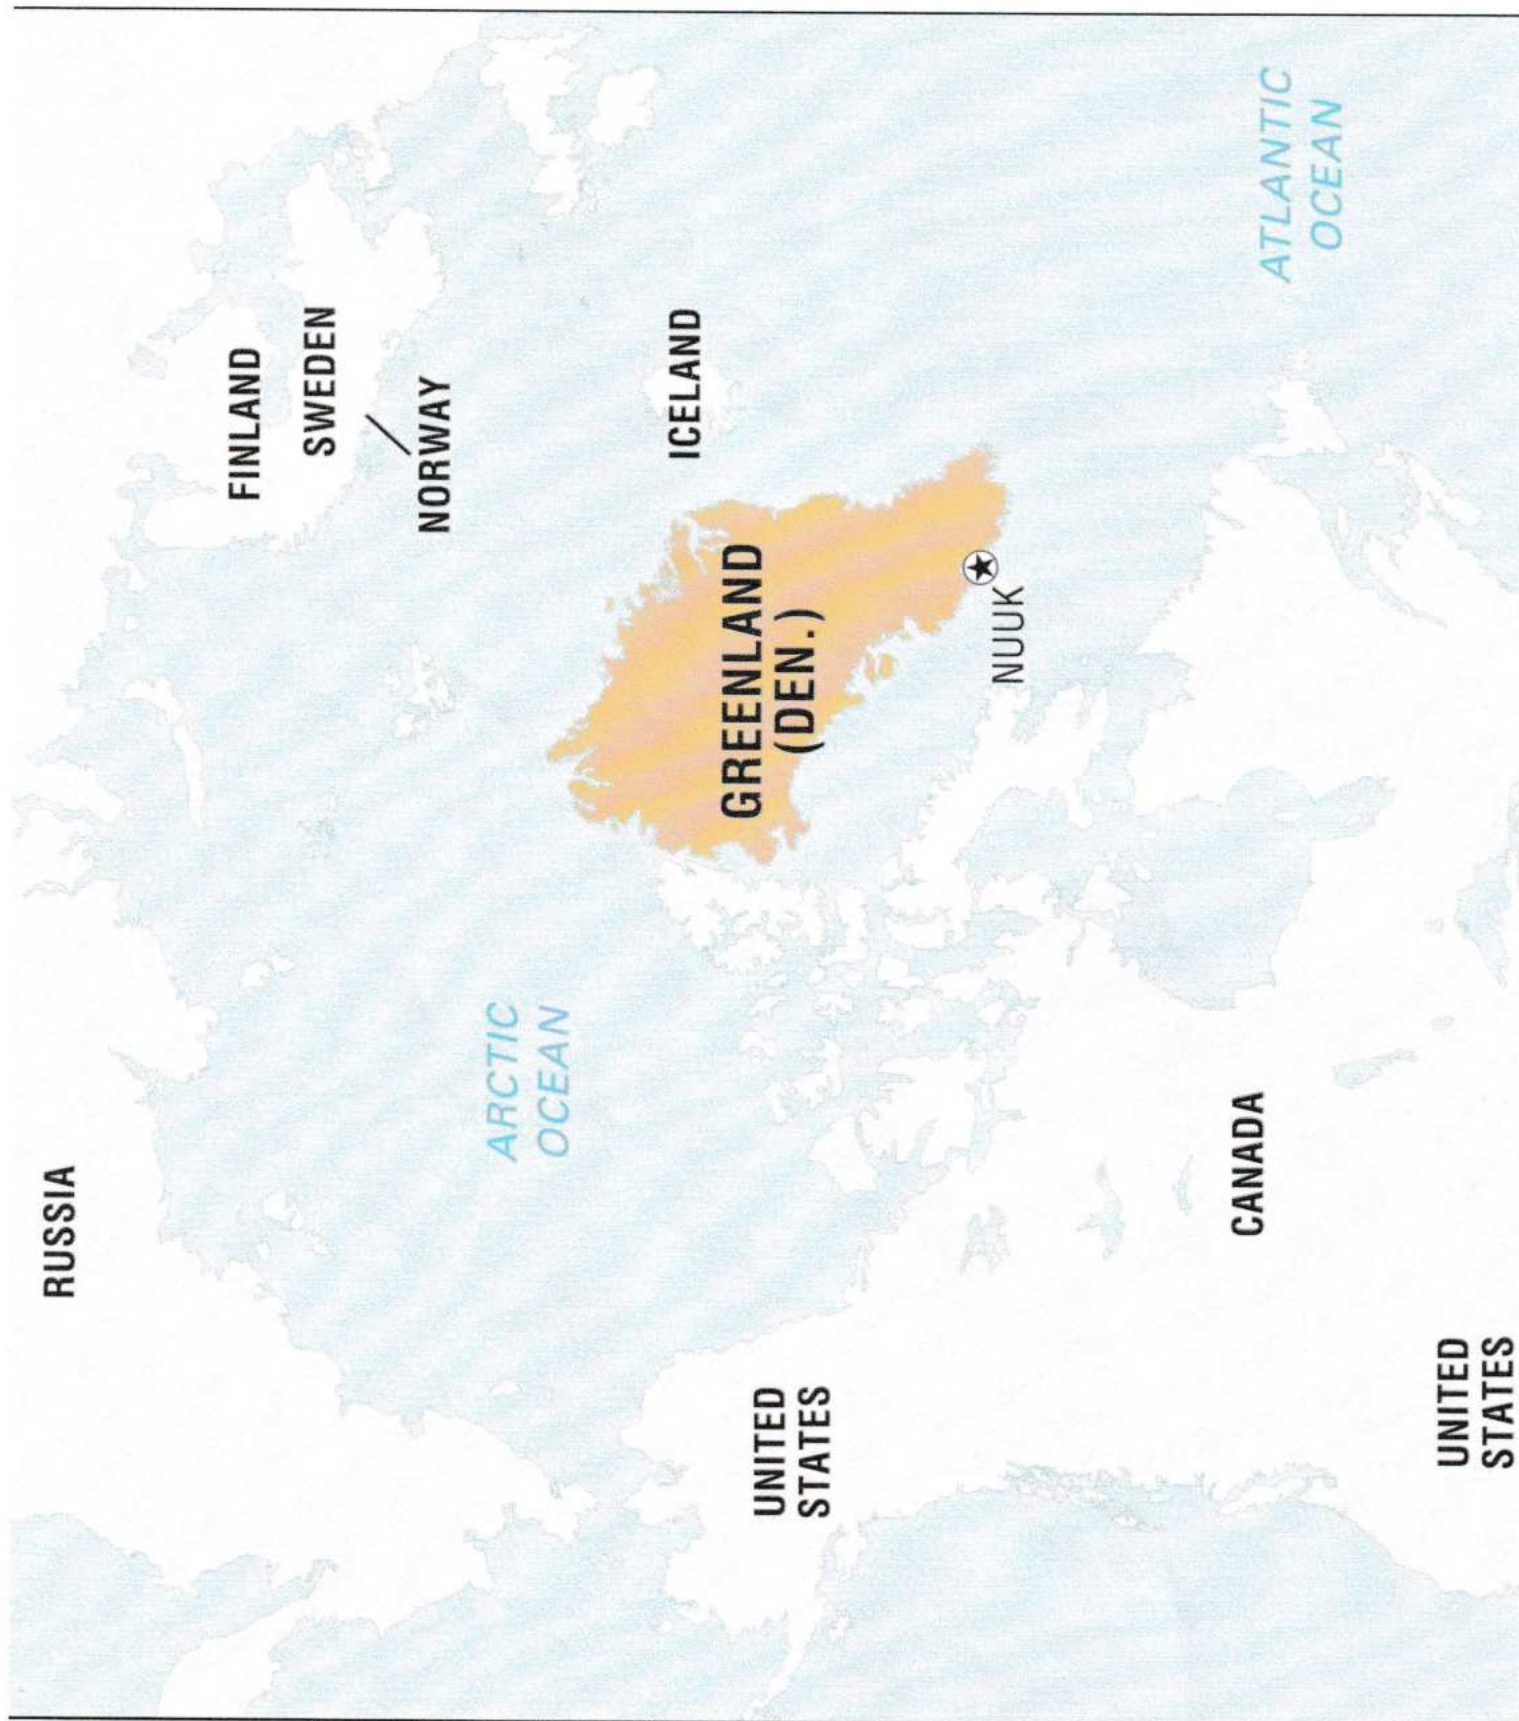 RUSSIA
FINLAND
SWEDEN
NORWAY
ARCTIC
OCEAN
ICELAND
GREENLAND
(DEN.)
UNITED
STATES
NUUK
CANADA
ATLANTIC
OCEAN
UNITED
STATES